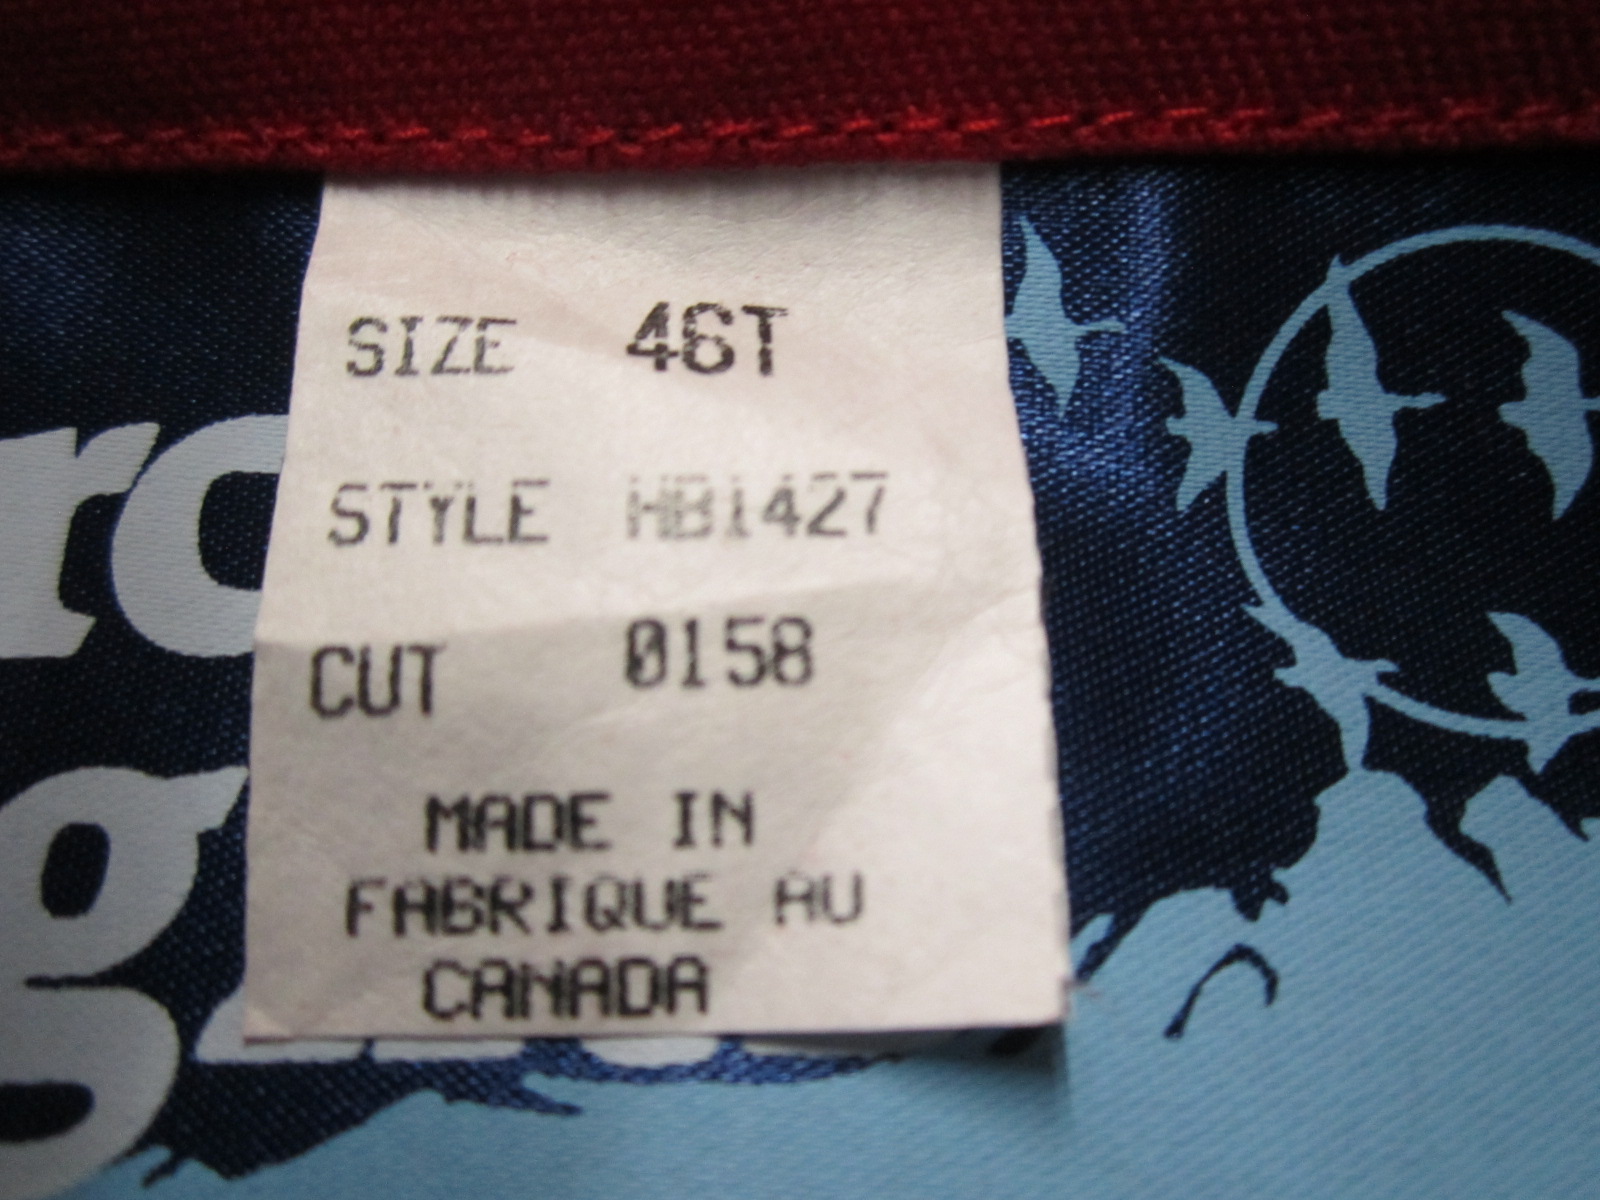 SIZE 46T
STYLE HB1427
CUT 0158
MADE IN
FABRIQUE AU
CANADA